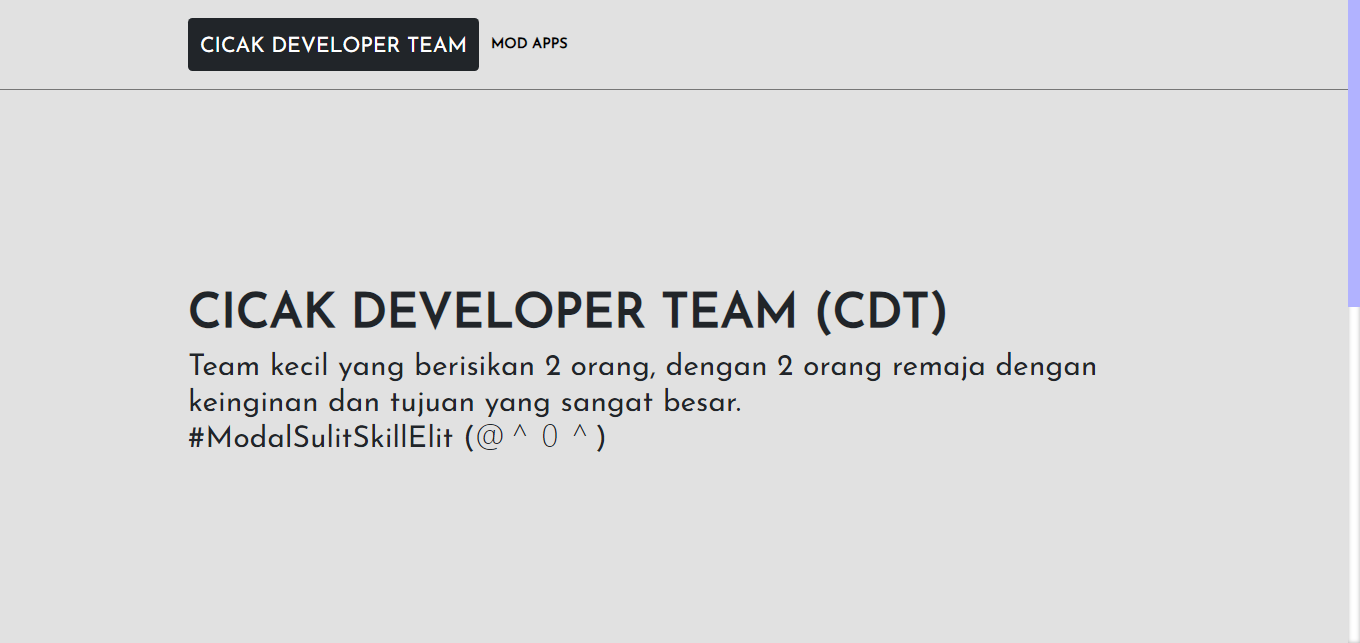 CICAK DEVELOPER TEAM MOD APPS
CICAK DEVELOPER TEAM (CDT)
Team kecil yang berisikan 2 orang, dengan 2 orang remaja dengan
keinginan dan tujuan yang sangat besar.
#ModalSulitSkillElit (@＾０＾)